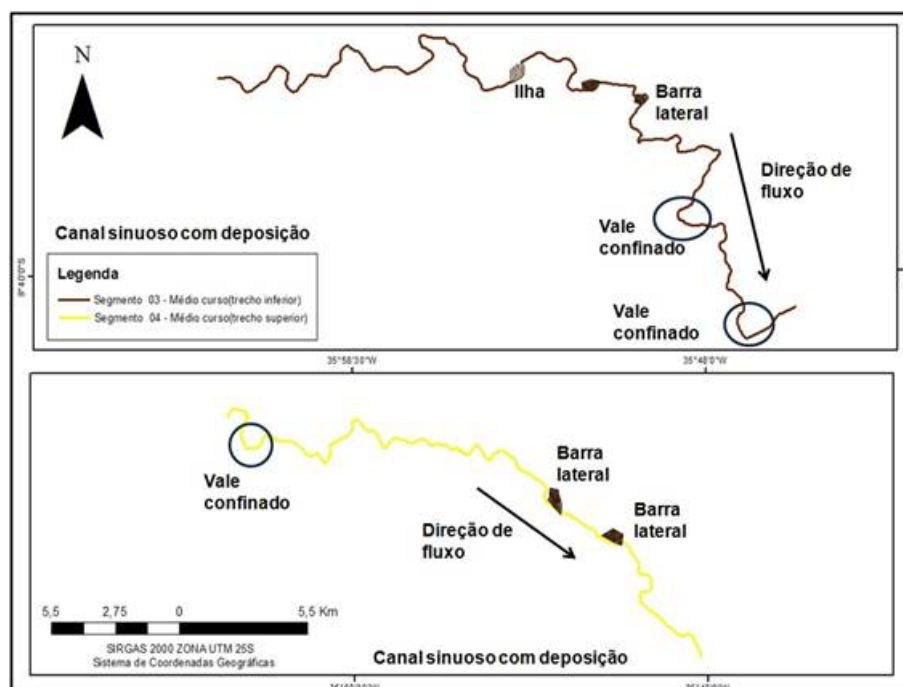 N
Ilha
Barra
lateral
Direção de
fluxo
Vale
confinado
Canal sinuoso com deposição
Legenda
Segmento 03 - Médio curso(trecho inferior)
Segmento 04 - Médio curso(trecho superior)
Vale
confinado
8°40'0"S
35°58'30"W
35°48'0"W
Barra
lateral
Vale
confinado
Barra
lateral
Direção de
fluxo
5,5 2,75 0 5,5 Km
SIRGAS 2000 ZONA UTM 25S
Sistema de Coordenadas Geográficas
Canal sinuoso com deposição